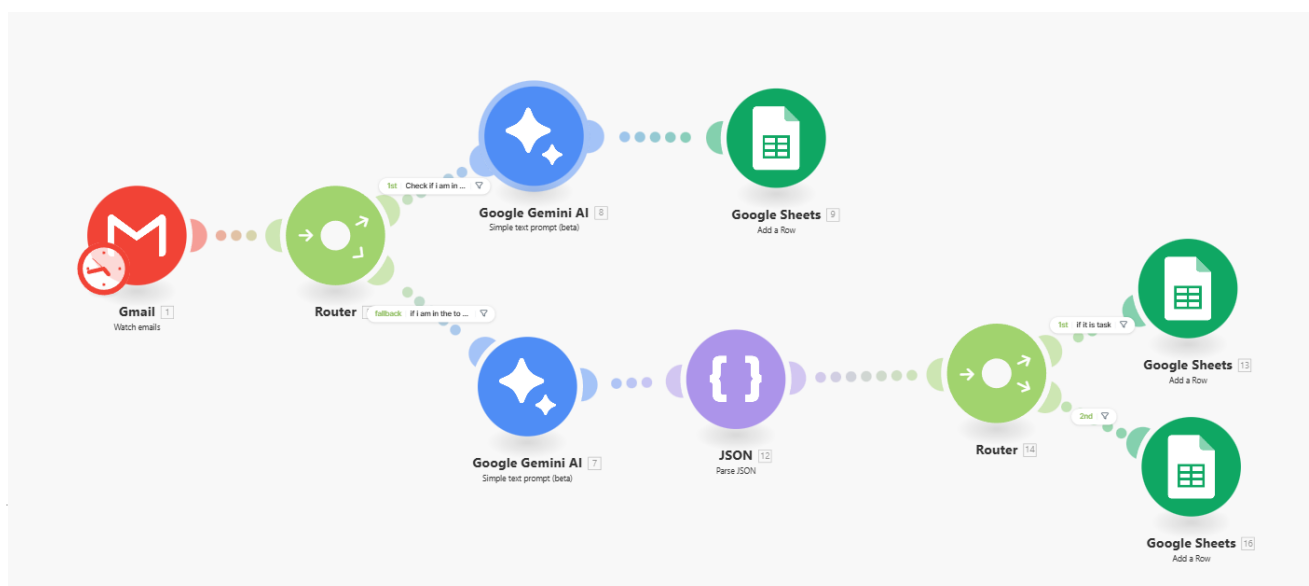 1st Check if i am in ...
Google Gemini AI 8
Simple text prompt (beta)
Google Sheets 9
Add a Row
Gmail 1
Watch emails
Router
fallback if i am in the to ...
Google Gemini AI 7
Simple text prompt (beta)
JSON 12
Parse JSON
Router 14
1st if it is task
Google Sheets 13
Add a Row
2nd
Google Sheets 16
Add a Row